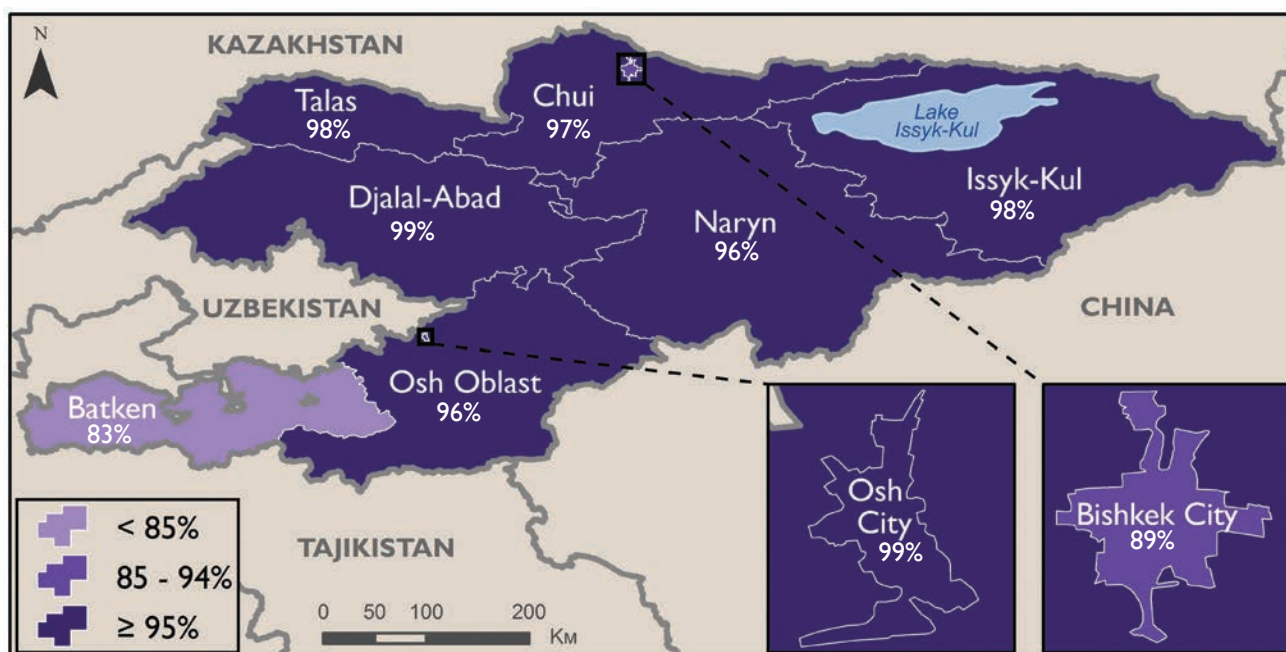 N
KAZAKHSTAN
Talas
98%
Chui
97%
Lake
Issyk-Kul
Issyk-Kul
98%
Djalal-Abad
99%
Naryn
96%
UZBEKISTAN
CHINA
Osh Oblast
96%
Batken
83%
Osh
City
99%
Bishkek City
89%
TAJIKISTAN
< 85%
85 - 94%
≥ 95%
0 50 100 200
Км